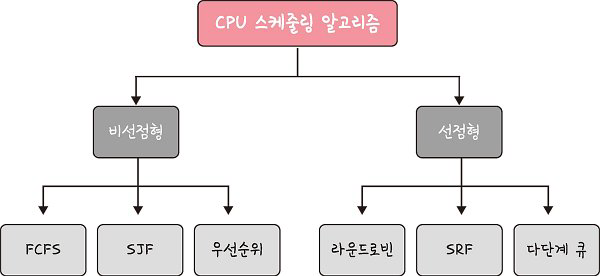 CPU 스케줄링 알고리즘
비선점형
선점형
FCFS
SJF
우선순위
라운드로빈
SRF
다단계 큐